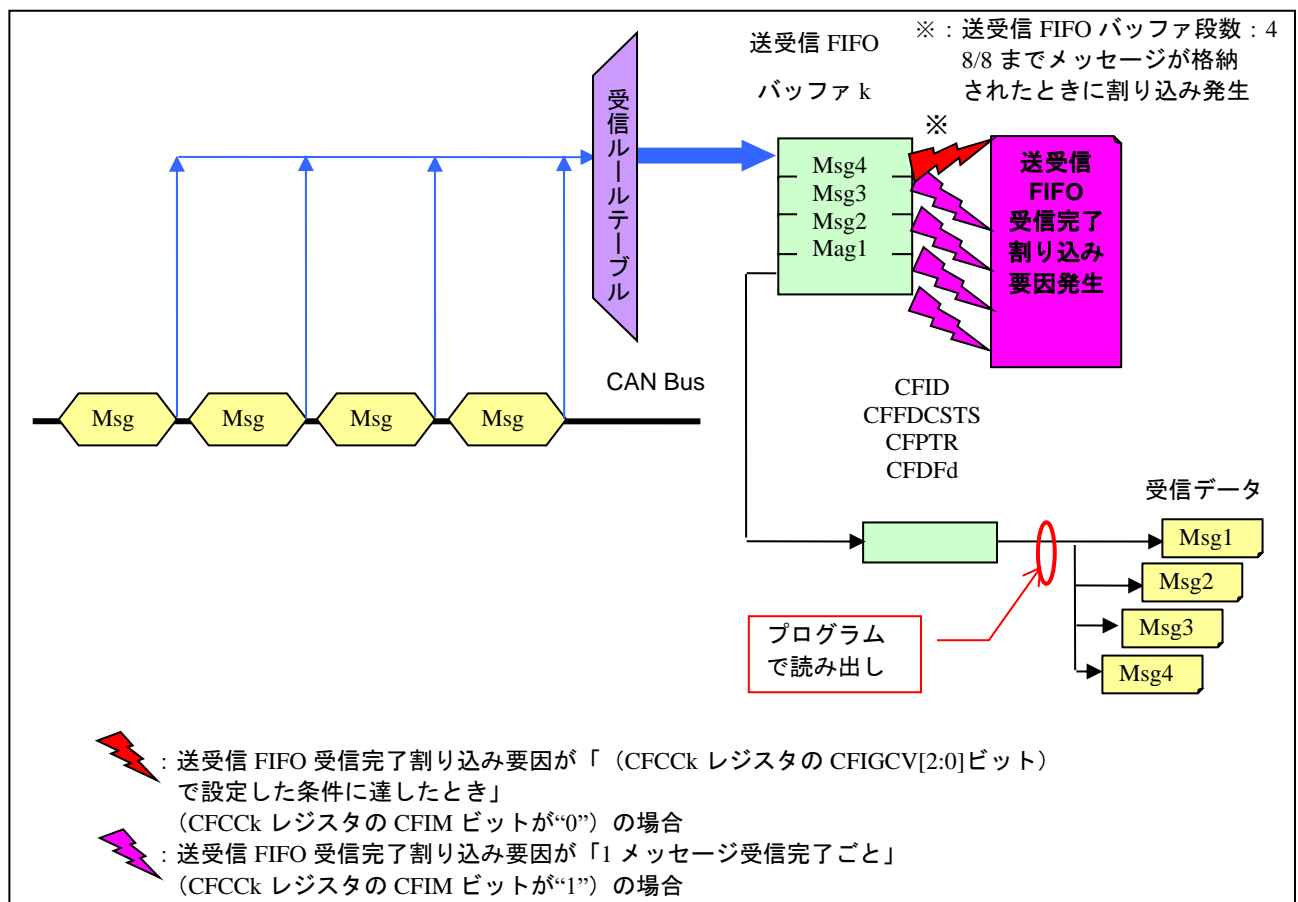 送受信 FIFO
バッファ k
※：送受信 FIFO バッファ段数：4
8/8 までメッセージが格納
されたときに割り込み発生
受信ルールテーブル
※
Msg4
Msg3
Msg2
Mag1
送受信
FIFO
受信完了
割り込み
要因発生
CAN Bus
Msg
Msg
Msg
Msg
CFID
CFFDCSTS
CFPTR
CFDFd
受信データ
Msg1
Msg2
Msg3
Msg4
プログラム
で読み出し
：送受信 FIFO 受信完了割り込み要因が「（CFCCk レジスタの CFIGCV[2:0]ビット）
で設定した条件に達したとき」
（CFCCk レジスタの CFIM ビットが“0”）の場合
：送受信 FIFO 受信完了割り込み要因が「1 メッセージ受信完了ごと」
（CFCCk レジスタの CFIM ビットが“1”）の場合